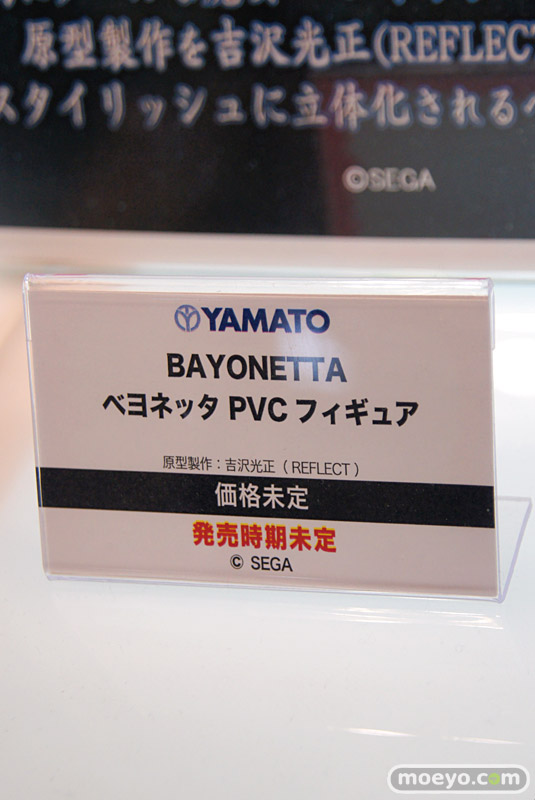 原型製作を吉沢光正(REFLECT
スタイリッシュに立体化される
©SEGA
YAMATO
BAYONETTA
ベヨネッタ PVC フィギュア
原型製作：吉沢光正（REFLECT）
価格未定
発売時期未定
© SEGA
moeyo.com